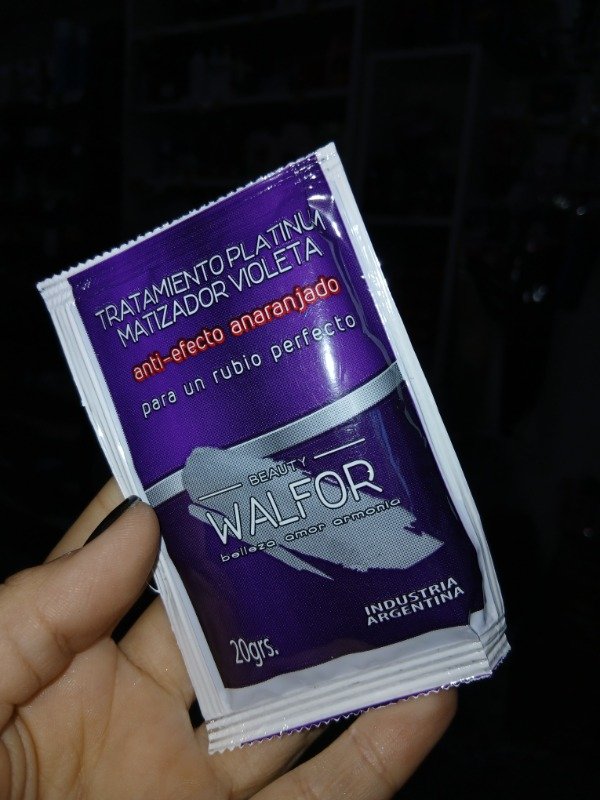 TRATAMIENTO PLATINUM
MATIZADOR VIOLETA
anti-efecto anaranjado
para un rubio perfecto
BEAUTY
WALFOR
belleza amor armonia
INDUSTRIA
ARGENTINA
20grs.